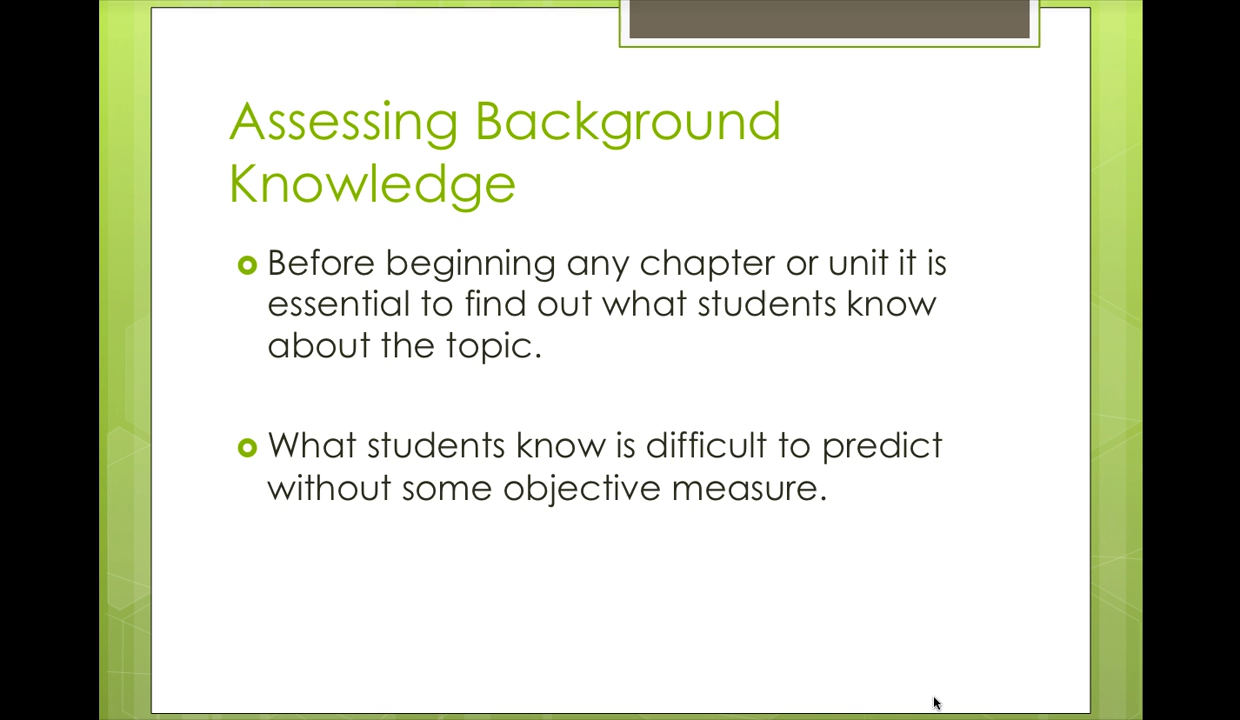 Assessing Background
Knowledge
Before beginning any chapter or unit it is
essential to find out what students know
about the topic.
What students know is difficult to predict
without some objective measure.